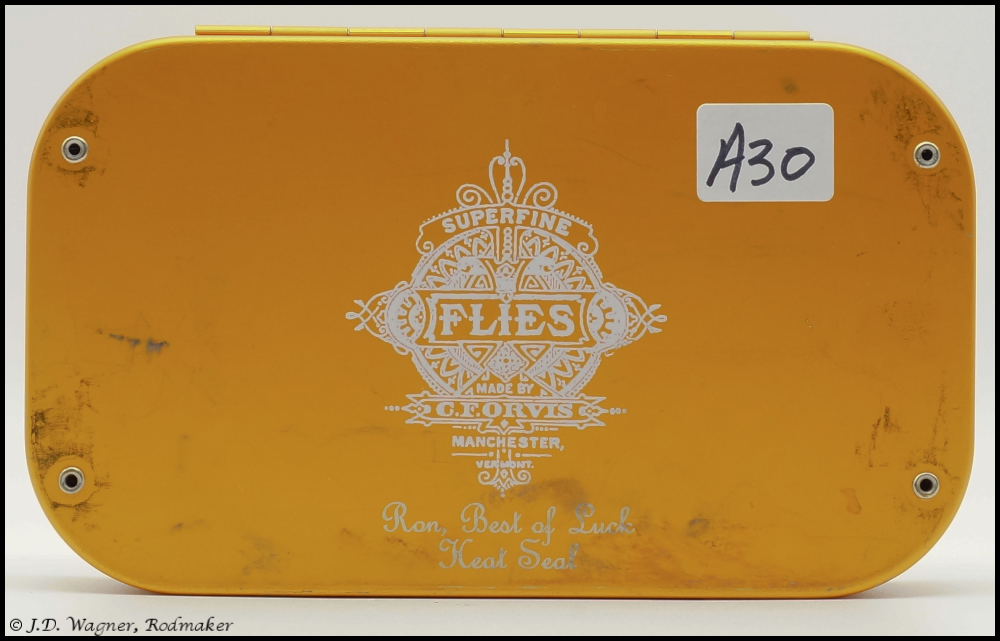 A30
SUPERFINE
FLIES
MADE BY
C.F.ORVIS
MANCHESTER,
VERMONT.
Ron, Best of Luck
Heat Seal
© J.D. Wagner, Rodmaker